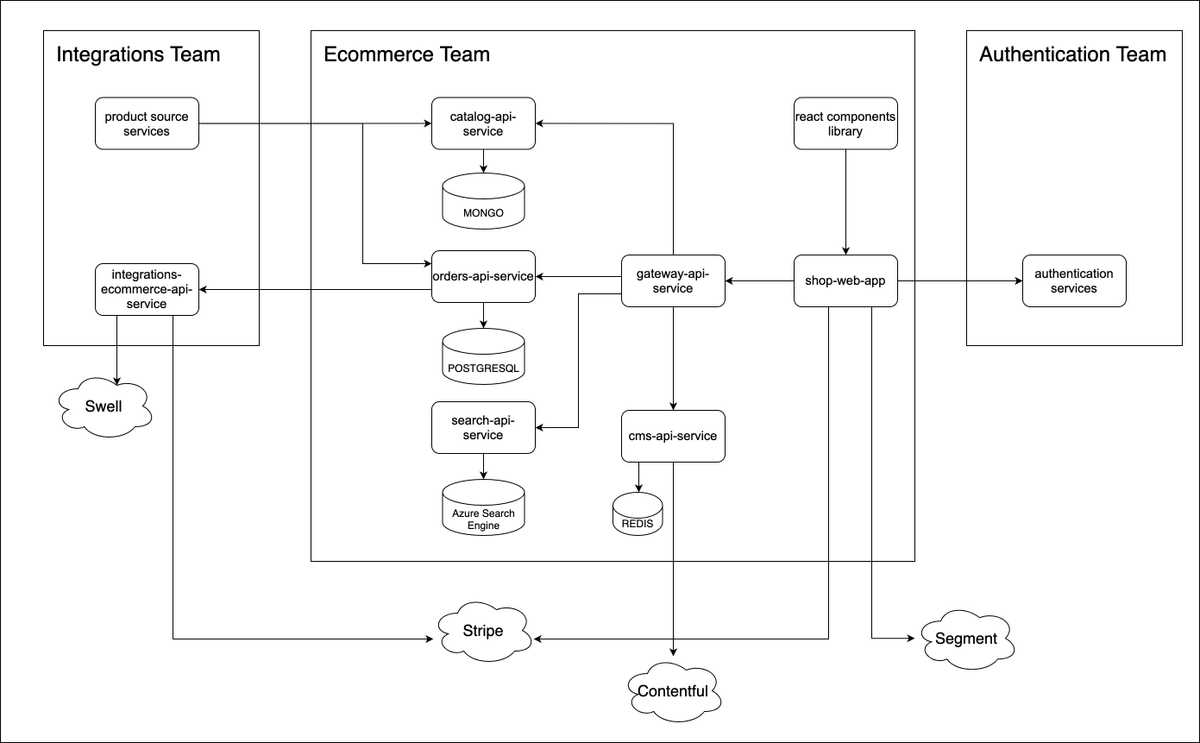 Integrations Team
Ecommerce Team
Authentication Team
product source
services
catalog-api-
service
react components
library
MONGO
integrations-
ecommerce-api-
service
orders-api-service
gateway-api-
service
shop-web-app
authentication
services
POSTGRESQL
Swell
search-api-
service
cms-api-service
Azure Search
Engine
REDIS
Stripe
Segment
Contentful